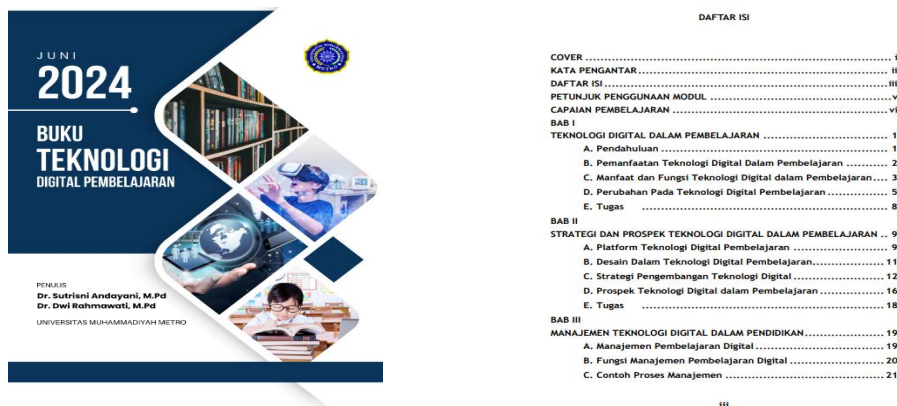 JUNI
2024
BUKU
TEKNOLOGI
DIGITAL PEMBELAJARAN
PENULIS
Dr. Sutrisni Andayani, M.Pd
Dr. Dwi Rahmawati, M.Pd
UNIVERSITAS MUHAMMADIYAH METRO
DAFTAR ISI
COVER ........................................................................ i
KATA PENGANTAR ........................................................... ii
DAFTAR ISI ................................................................... iii
PETUNJUK PENGGUNAAN MODUL ......................................... v
CAPAIAN PEMBELAJARAN .................................................. vi
BAB I
TEKNOLOGI DIGITAL DALAM PEMBELAJARAN ............................ 1
A. Pendahuluan ............................................................ 1
B. Pemanfaatan Teknologi Digital Dalam Pembelajaran ........... 2
C. Manfaat dan Fungsi Teknologi Digital dalam Pembelajaran .... 3
D. Perubahan Pada Teknologi Digital Pembelajaran ............... 5
E. Tugas ..................................................................... 8
BAB II
STRATEGI DAN PROSPEK TEKNOLOGI DIGITAL DALAM PEMBELAJARAN .. 9
A. Platform Teknologi Digital Pembelajaran ........................ 9
B. Desain Dalam Teknologi Digital Pembelajaran ................... 11
C. Strategi Pengembangan Teknologi Digital ........................ 12
D. Prospek Teknologi Digital dalam Pembelajaran ................. 16
E. Tugas ..................................................................... 18
BAB III
MANAJEMEN TEKNOLOGI DIGITAL DALAM PENDIDIKAN ................... 19
A. Manajemen Pembelajaran Digital ................................. 19
B. Fungsi Manajemen Pembelajaran Digital ......................... 20
C. Contoh Proses Manajemen .......................................... 21
iii